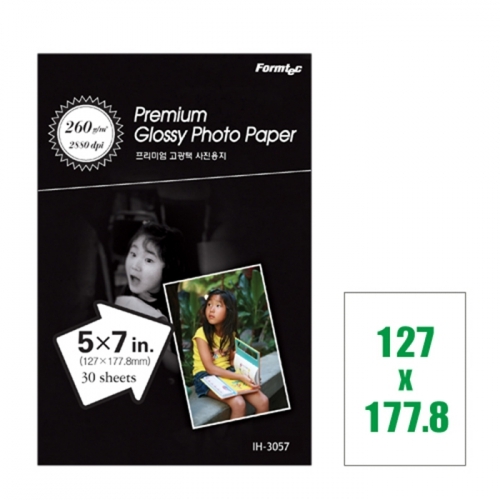 Formtec
Premium
Glossy Photo Paper
프리미엄 고광택 사진용지
260g/m²
2880 dpi
5×7 in.
(127×177.8mm)
30 sheets
IH-3057
127
x
177.8